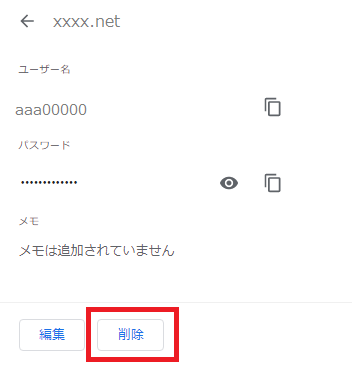 xxxx.net
ユーザー名
aaa00000
パスワード
•••••••••••••
メモ
メモは追加されていません
編集
削除